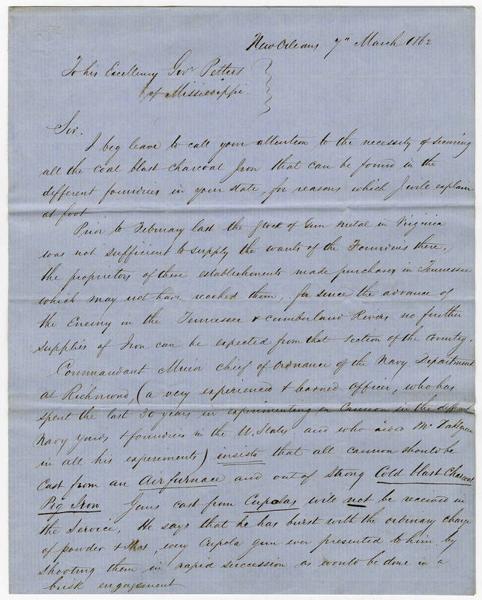 New Orleans 7th March 1862
To his Excellency Govr Pettus
of Mississippi
Sir.
I beg leave to call your attention to the necessity of securing
all the coal blast charcoal Iron that can be found in the
different foundries in your state, for reasons which I will explain
at foot
Prior to February last the stock of Gun metal in Virginia
was not sufficient to supply the wants of the Foundries there,
the proprietors of these establishments made purchases in Tennessee
which may not have reached them, for since the advance of
the Enemy in the Tennessee & Cumberland Rivers no further
supplies of Iron can be expected from that section of the Country.
Commandant chief of ordnance of the Navy Department
at Richmond (a very experienced & learned officer, who has
spent the last 30 years in experimenting on Cannon in the different
Navy Yards & foundries in the U. States and who Mr Dahlgren
in all his experiments) insists that all cannon should be
cast from an Airfurnace and out of strong Cold blast Charcoal
Pig Iron Guns cast from Cupolas will not be received in
the Service, He says that he has burst with the ordinary charge
of powder & shot, every Cupola gun ever presented to him by
shooting them in rapid succession as would be done in a
brisk engagement